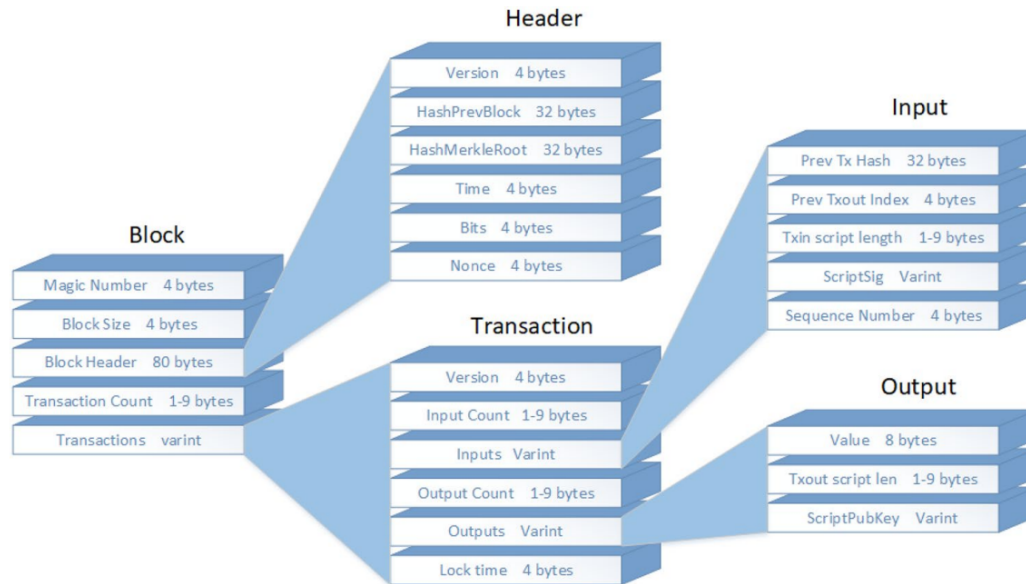 Block
Magic Number 4 bytes
Block Size 4 bytes
Block Header 80 bytes
Transaction Count 1-9 bytes
Transactions varint
Header
Version 4 bytes
HashPrevBlock 32 bytes
HashMerkleRoot 32 bytes
Time 4 bytes
Bits 4 bytes
Nonce 4 bytes
Transaction
Version 4 bytes
Input Count 1-9 bytes
Inputs Varint
Output Count 1-9 bytes
Outputs Varint
Lock time 4 bytes
Input
Prev Tx Hash 32 bytes
Prev Txout Index 4 bytes
Txin script length 1-9 bytes
ScriptSig Varint
Sequence Number 4 bytes
Output
Value 8 bytes
Txout script len 1-9 bytes
ScriptPubKey Varint